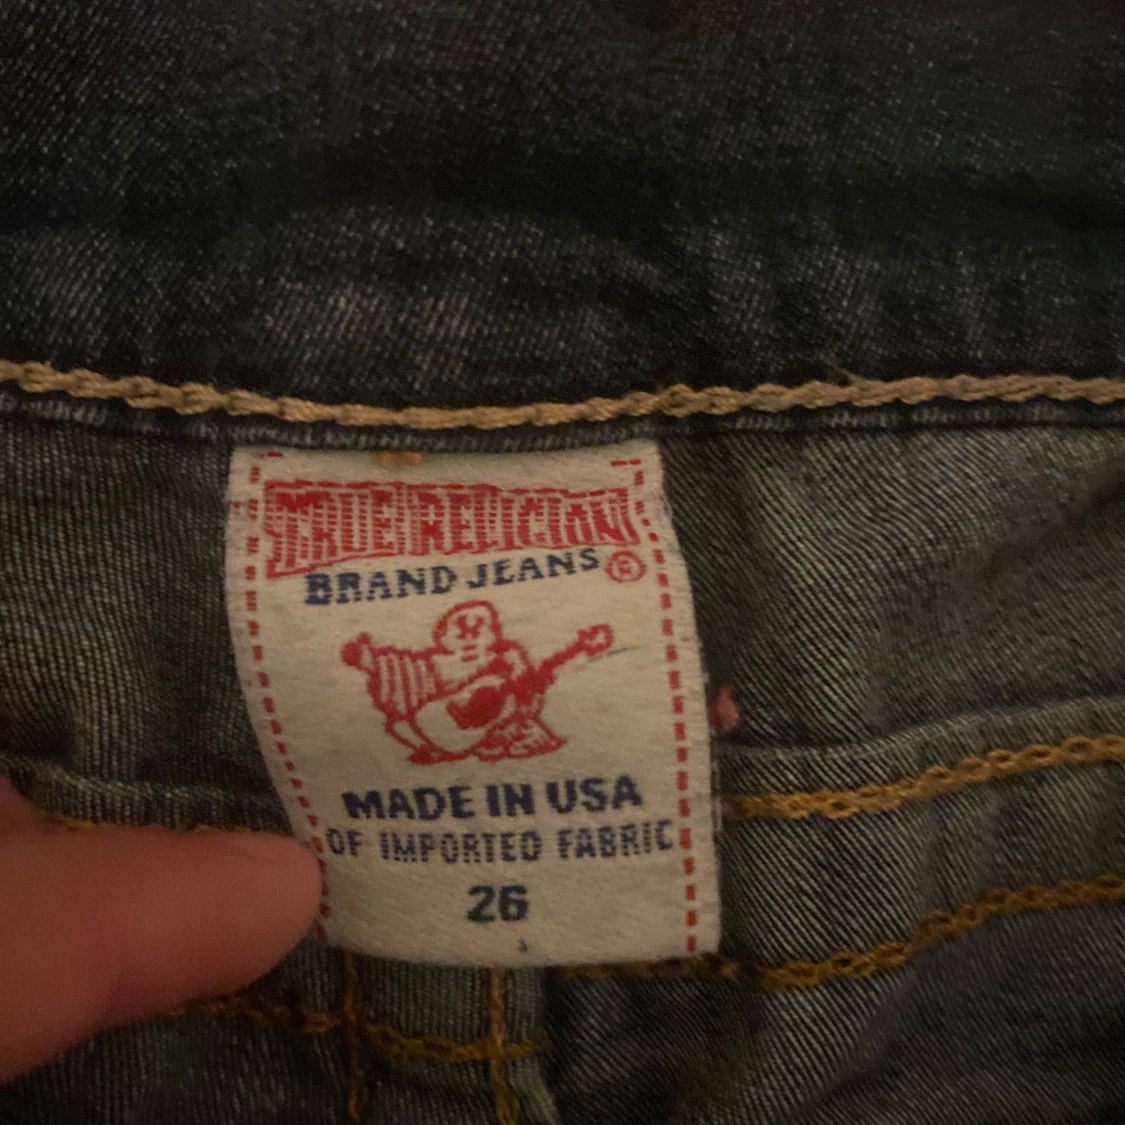 TRUE RELIGION
BRAND JEANS®
MADE IN USA
OF IMPORTED FABRIC
26